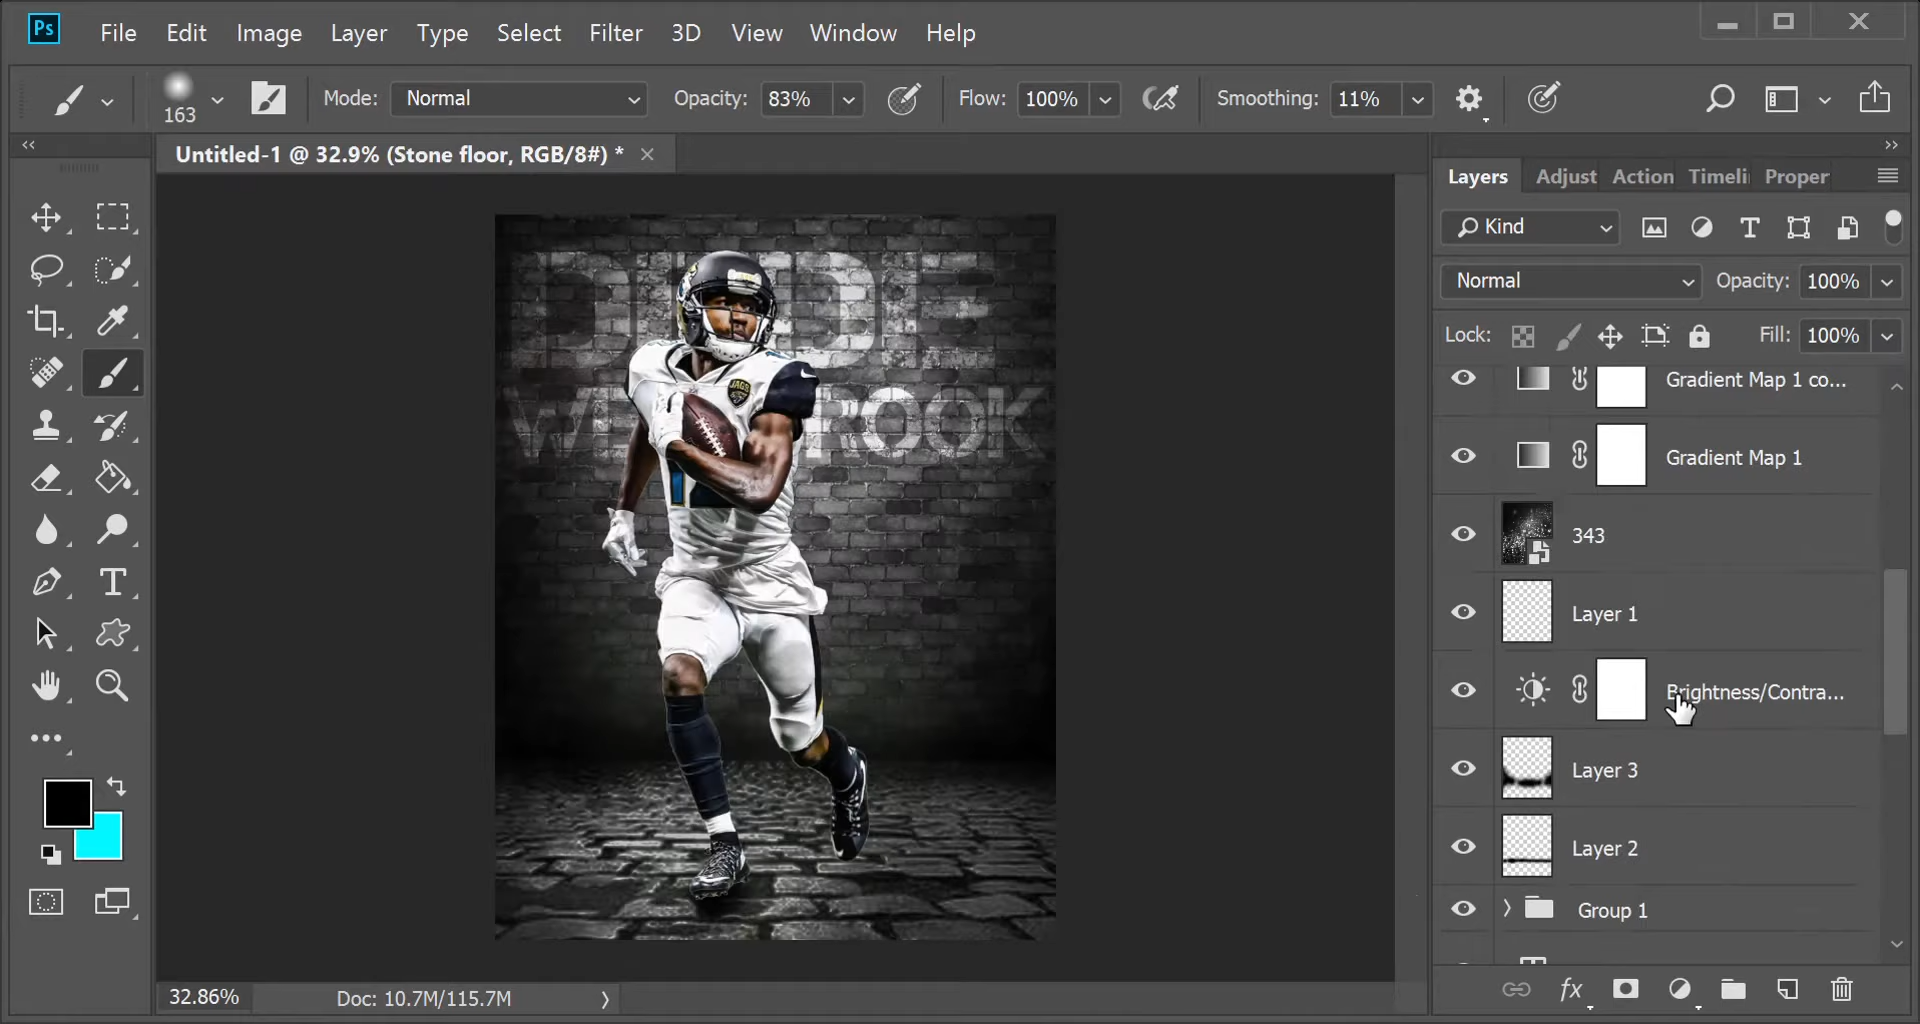 Ps File Edit Image Layer Type Select Filter 3D View Window Help
163 Mode: Normal Opacity: 83% Flow: 100% Smoothing: 11%
Untitled-1 @ 32.9% (Stone floor, RGB/8#) *
Layers Adjust Action Timeli Proper
Kind
Normal Opacity: 100%
Lock: Fill: 100%
Gradient Map 1 co...
Gradient Map 1
343
Layer 1
Brightness/Contra...
Layer 3
Layer 2
Group 1
JAGS
32.86% Doc: 10.7M/115.7M